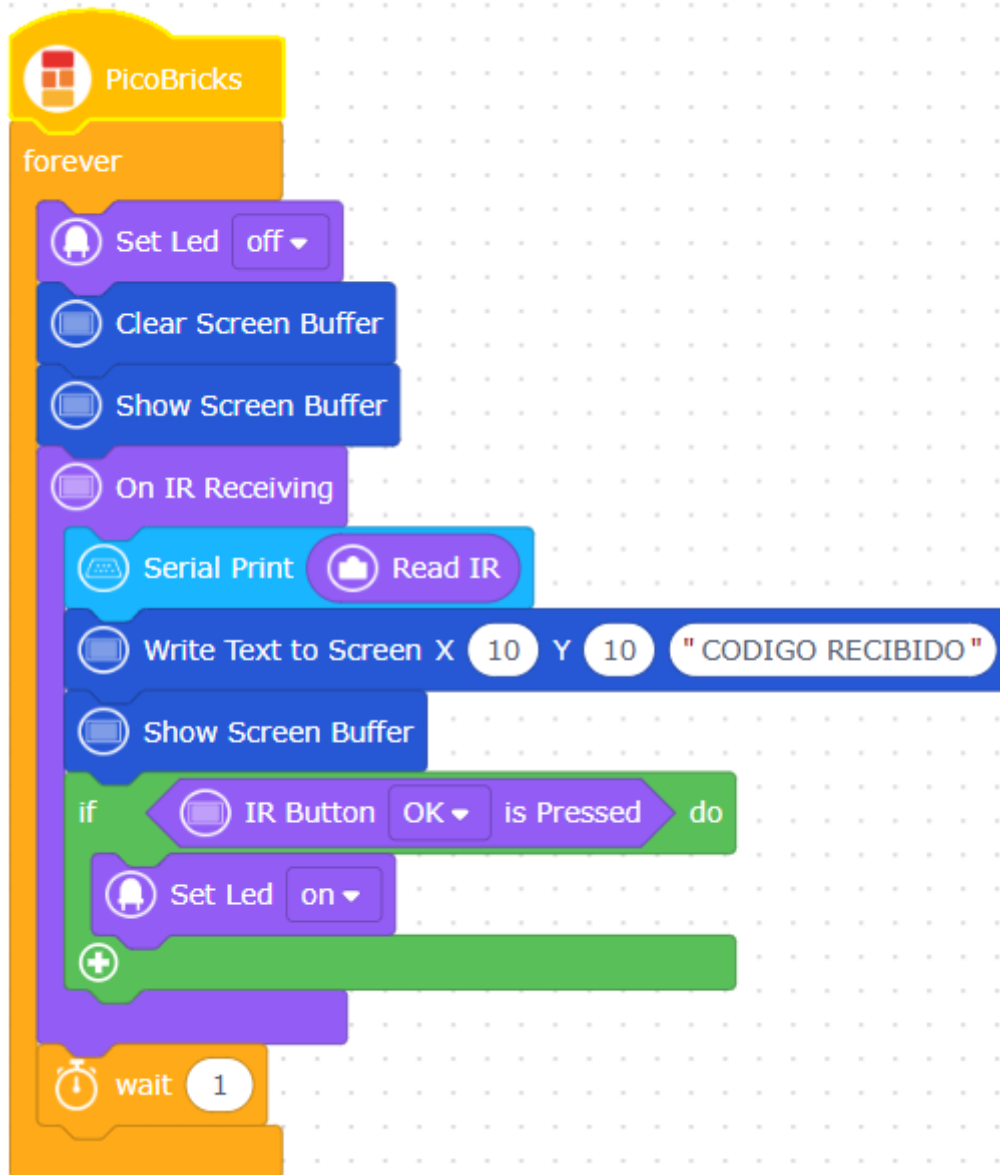 PicoBricks
forever
Set Led off
Clear Screen Buffer
Show Screen Buffer
On IR Receiving
Serial Print Read IR
Write Text to Screen X 10 Y 10 "CODIGO RECIBIDO"
Show Screen Buffer
if IR Button OK is Pressed do
Set Led on
wait 1